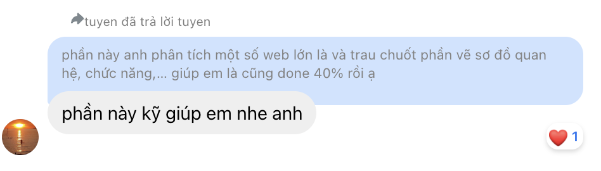 tuyen đã trả lời tuyen
phần này anh phân tích một số web lớn là và trau chuốt phần vẽ sơ đồ quan
hệ, chức năng,... giúp em là cũng done 40% rồi ạ
phần này kỹ giúp em nhe anh
1